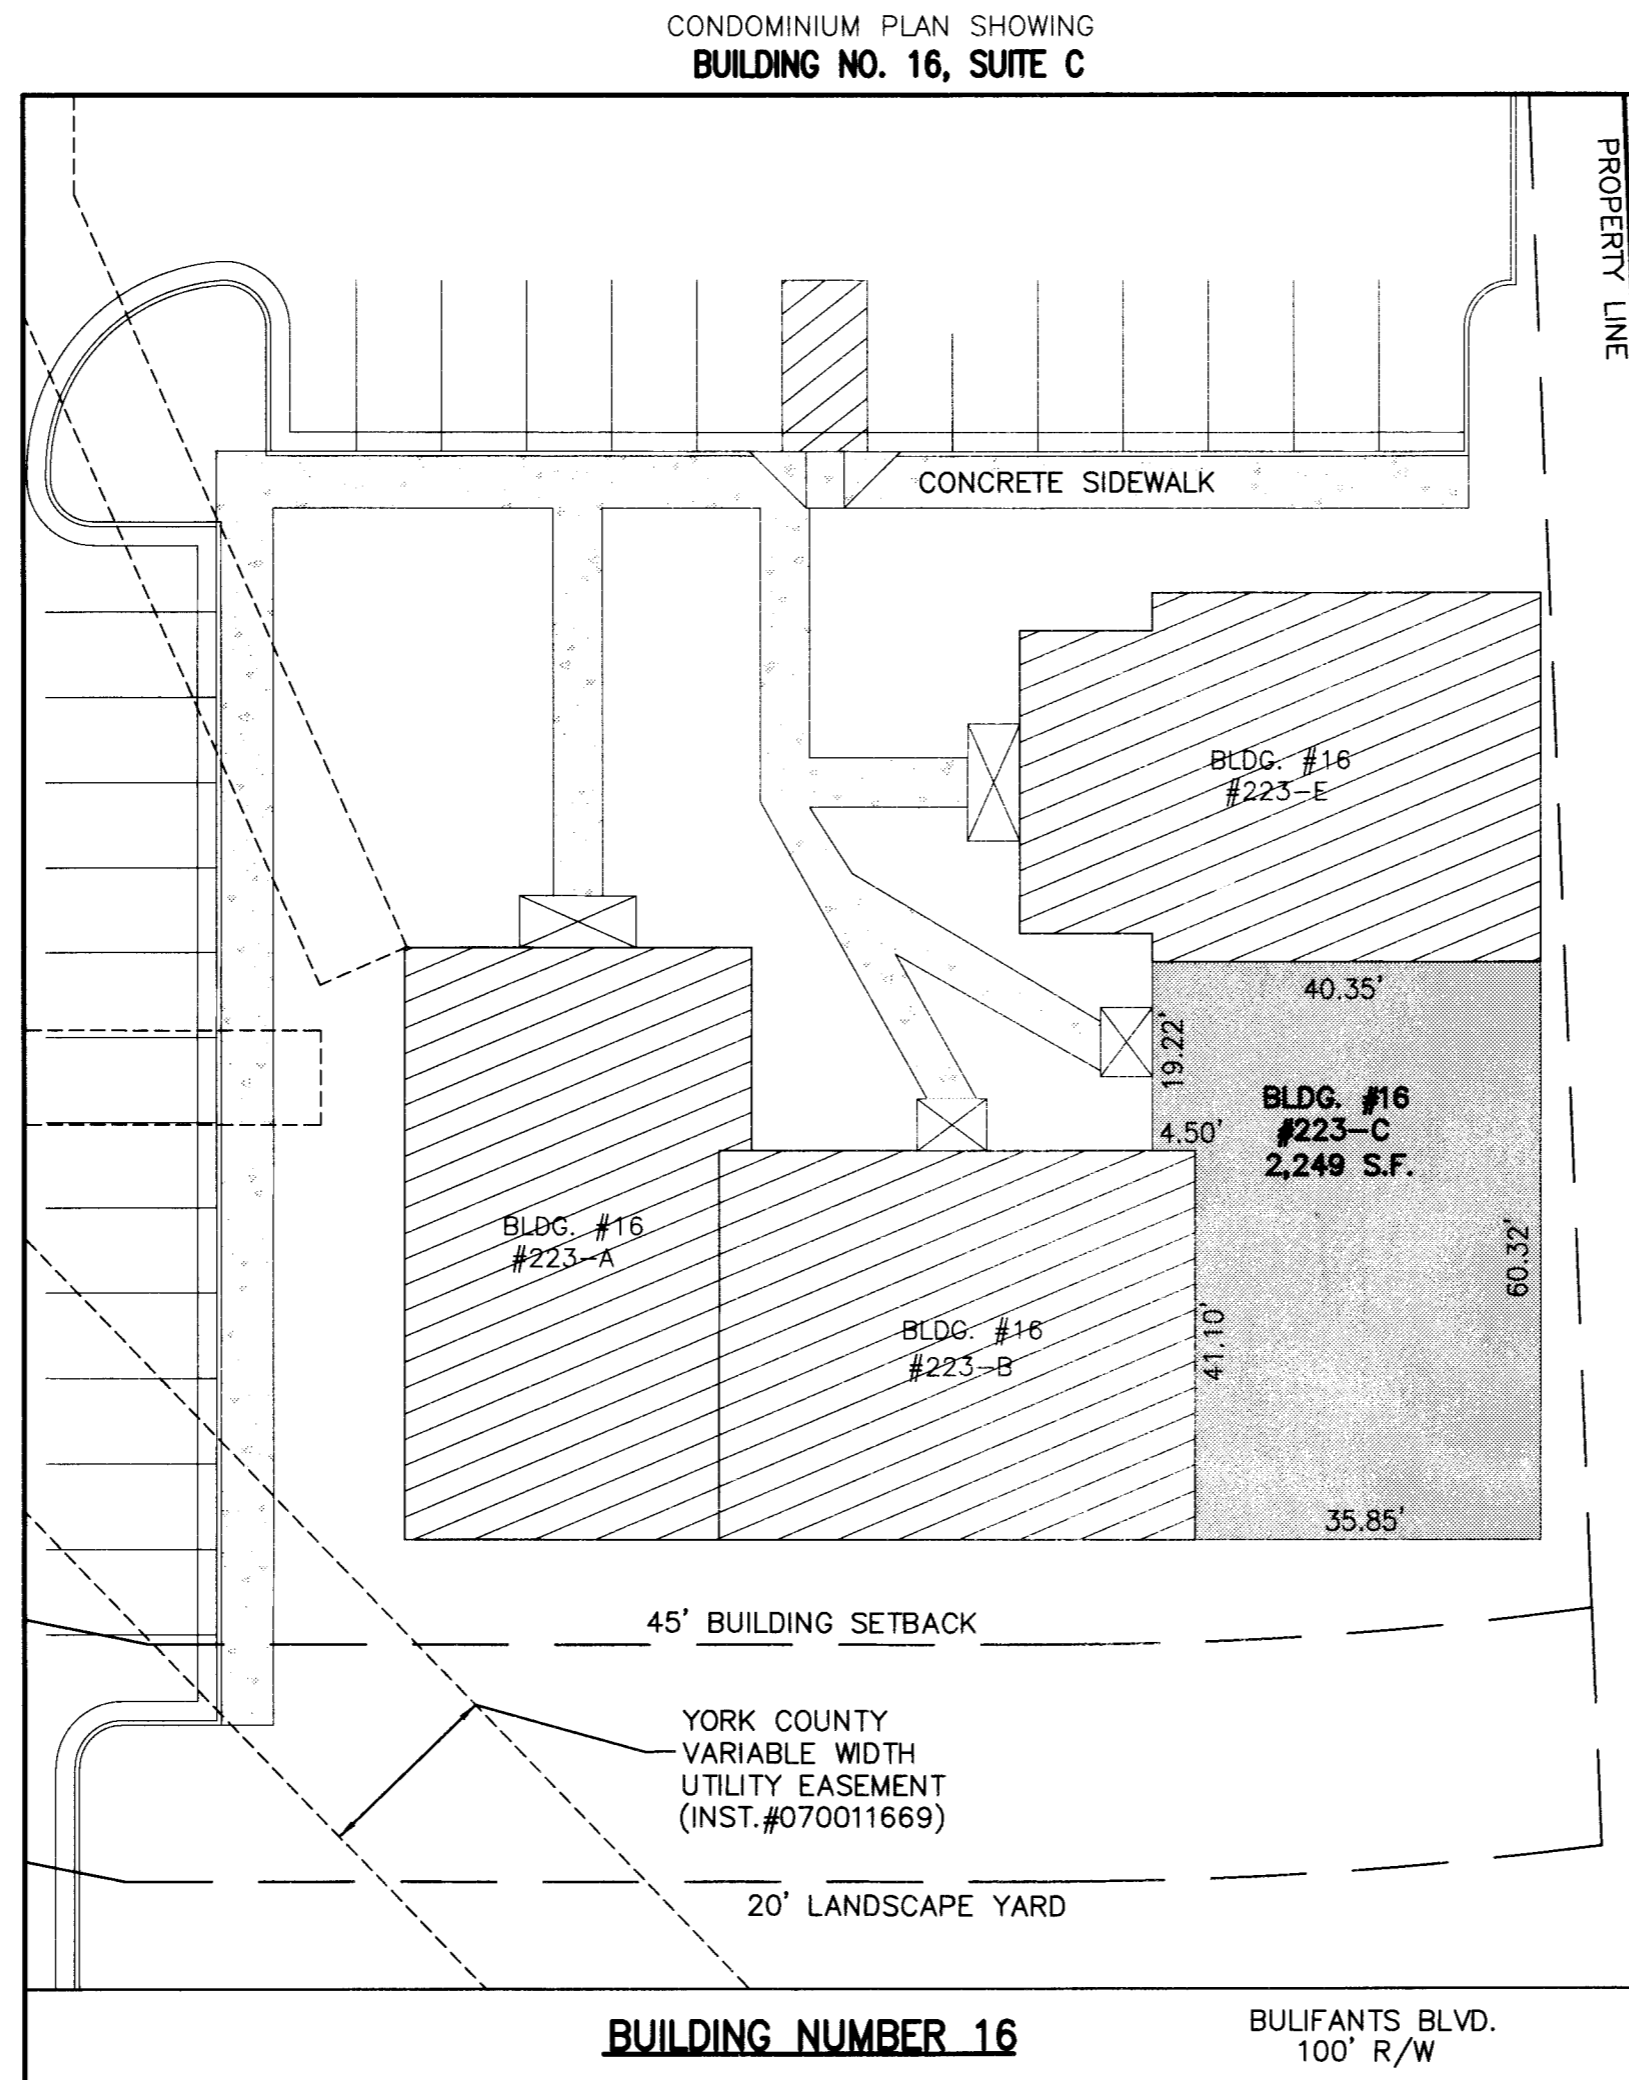 CONDOMINIUM PLAN SHOWING
BUILDING NO. 16, SUITE C
PROPERTY LINE
CONCRETE SIDEWALK
BLDG. #16
#223-E
40.35'
19.22'
BLDG. #16
#223-C
2,249 S.F.
4.50'
BLDG. #16
#223-A
60.32'
BLDG. #16
#223-B
41.10'
35.85'
45' BUILDING SETBACK
YORK COUNTY
VARIABLE WIDTH
UTILITY EASEMENT
(INST.#070011669)
20' LANDSCAPE YARD
BUILDING NUMBER 16
BULIFANTS BLVD.
100' R/W